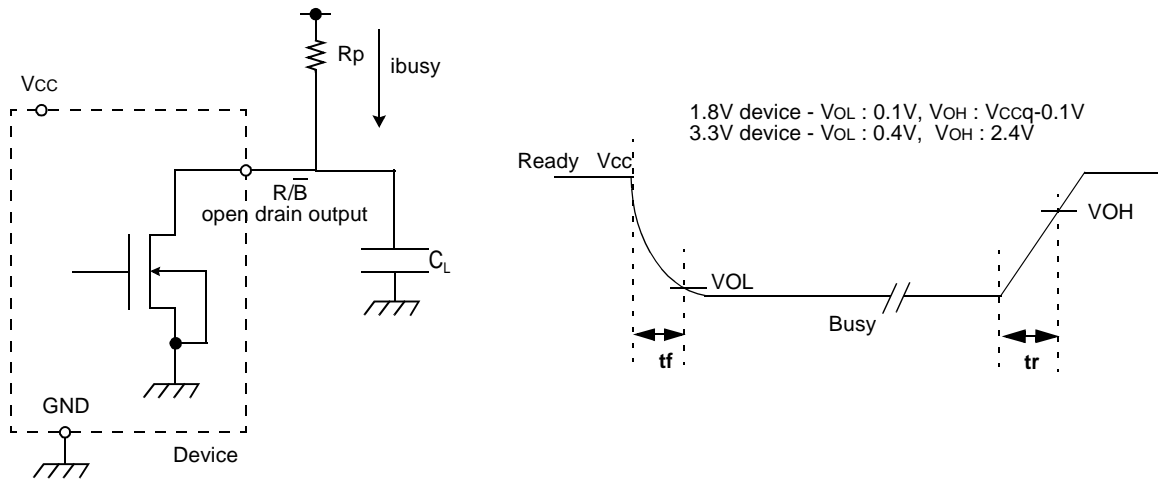 Rp
ibusy
VCC
R/B̅
open drain output
CL
GND
Device
1.8V device - VOL : 0.1V, VOH : VCCq-0.1V
3.3V device - VOL : 0.4V, VOH : 2.4V
Ready Vcc
VOH
VOL
Busy
tf
tr